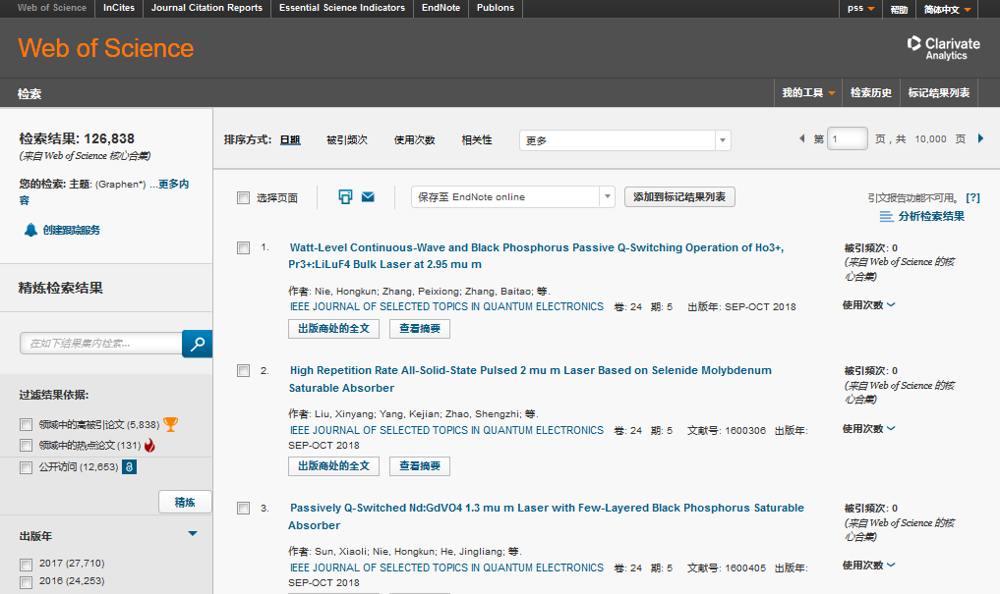 Web of Science InCites Journal Citation Reports Essential Science Indicators EndNote Publons pss 帮助 简体中文
Web of Science
Clarivate
Analytics
检索 我的工具 检索历史 标记结果列表
检索结果: 126,838
(来自 Web of Science 核心合集)
您的检索: 主题: (Graphen*) ...更多内
容
创建跟踪服务
精炼检索结果
在如下结果集内检索...
过滤结果依据:
领域中的高被引论文 (5,838)
领域中的热点论文 (131)
公开访问 (12,653)
精炼
出版年
2017 (27,710)
2016 (24,253)
排序方式: 日期 被引频次 使用次数 相关性 更多 第 1 页,共 10,000 页
选择页面 保存至 EndNote online 添加到标记结果列表 引文报告功能不可用。 [?]
分析检索结果
1. Watt-Level Continuous-Wave and Black Phosphorus Passive Q-Switching Operation of Ho3+,
Pr3+:LiLuF4 Bulk Laser at 2.95 mu m
作者: Nie, Hongkun; Zhang, Peixiong; Zhang, Baitao; 等.
IEEE JOURNAL OF SELECTED TOPICS IN QUANTUM ELECTRONICS 卷: 24 期: 5 出版年: SEP-OCT 2018
出版商处的全文 查看摘要
被引频次: 0
(来自 Web of Science 的核
心合集)
使用次数
2. High Repetition Rate All-Solid-State Pulsed 2 mu m Laser Based on Selenide Molybdenum
Saturable Absorber
作者: Liu, Xinyang; Yang, Kejian; Zhao, Shengzhi; 等.
IEEE JOURNAL OF SELECTED TOPICS IN QUANTUM ELECTRONICS 卷: 24 期: 5 文献号: 1600306 出版年:
SEP-OCT 2018
出版商处的全文 查看摘要
被引频次: 0
(来自 Web of Science 的核
心合集)
使用次数
3. Passively Q-Switched Nd:GdVO4 1.3 mu m Laser with Few-Layered Black Phosphorus Saturable
Absorber
作者: Sun, Xiaoli; Nie, Hongkun; He, Jingliang; 等.
IEEE JOURNAL OF SELECTED TOPICS IN QUANTUM ELECTRONICS 卷: 24 期: 5 文献号: 1600405 出版年:
SEP-OCT 2018
被引频次: 0
(来自 Web of Science 的核
心合集)
使用次数